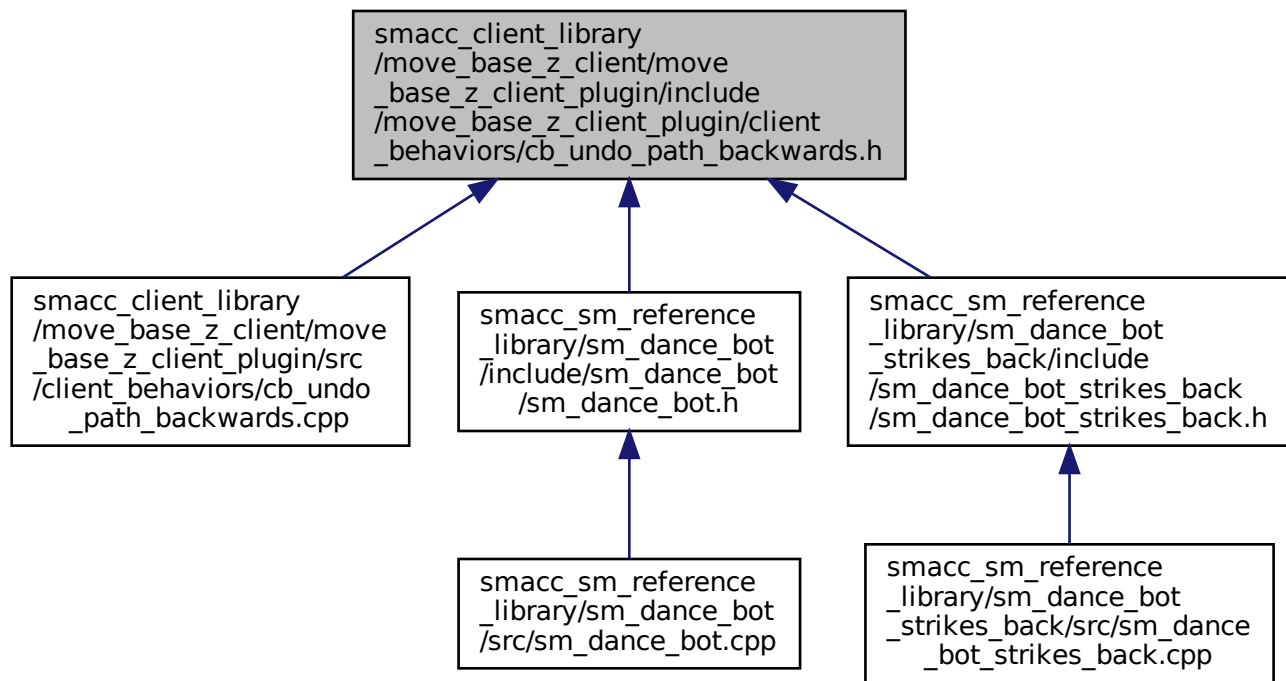 smacc_client_library
/move_base_z_client/move
_base_z_client_plugin/include
/move_base_z_client_plugin/client
_behaviors/cb_undo_path_backwards.h
smacc_client_library
/move_base_z_client/move
_base_z_client_plugin/src
/client_behaviors/cb_undo
_path_backwards.cpp
smacc_sm_reference
_library/sm_dance_bot
/include/sm_dance_bot
/sm_dance_bot.h
smacc_sm_reference
_library/sm_dance_bot
_strikes_back/include
/sm_dance_bot_strikes_back
/sm_dance_bot_strikes_back.h
smacc_sm_reference
_library/sm_dance_bot
/src/sm_dance_bot.cpp
smacc_sm_reference
_library/sm_dance_bot
_strikes_back/src/sm_dance
_bot_strikes_back.cpp